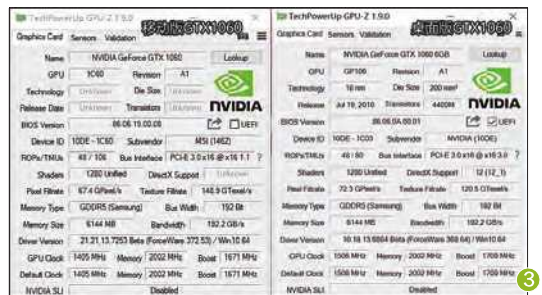 TechPowerUp GPU-Z 1.9.0
移动版GTX1060
Graphics Card Sensors Validation
Name NVIDIA GeForce GTX 1060 Lookup
GPU 1C60 Revision A1
Technology Unknown Die Size Unknown
Release Date Unknown Transistors Unknown
NVIDIA
BIOS Version 86.06.19.00.08 UEFI
Device ID 10DE - 1C60 Subvendor MSI (1462)
ROPs/TMUs 48 / 106 Bus Interface PCI-E 3.0 x16 @ x16 1.1 ?
Shaders 1280 Unified DirectX Support Unknown
Pixel Fillrate 67.4 GPixel/s Texture Fillrate 148.9 GTexel/s
Memory Type GDDR5 (Samsung) Bus Width 192 Bit
Memory Size 6144 MB Bandwidth 192.2 GB/s
Driver Version 21.21.13.7253 Beta (ForceWare 372.53) / Win10 64
GPU Clock 1405 MHz Memory 2002 MHz Boost 1671 MHz
Default Clock 1405 MHz Memory 2002 MHz Boost 1671 MHz
NVIDIA SLI Disabled
TechPowerUp GPU-Z 1.9.0
桌面版GTX1060
Graphics Card Sensors Validation
Name NVIDIA GeForce GTX 1060 6GB Lookup
GPU GP106 Revision A1
Technology 16 nm Die Size 200 mm²
Release Jul 19, 2016 Transistors 4400M
NVIDIA
BIOS Version 86.06.0A.00.01 UEFI
Device ID 10DE - 1C03 Subvendor NVIDIA (10DE)
ROPs/TMUs 48 / 80 Bus Interface PCI-E 3.0 x16 @ x16 3.0 ?
Shaders 1280 Unified DirectX Support 12 (12_1)
Pixel Fillrate 72.3 GPixel/s Texture Fillrate 120.5 GTexel/s
Memory Type GDDR5 (Samsung) Bus Width 192 Bit
Memory Size 6144 MB Bandwidth 192.2 GB/s
Driver Version 10.18.13.6864 Beta (ForceWare 368.64) / Win10 64
GPU Clock 1506 MHz Memory 2002 MHz Boost 1709 MHz
Default Clock 1506 MHz Memory 2002 MHz Boost 1709 MHz
NVIDIA SLI Disabled
3